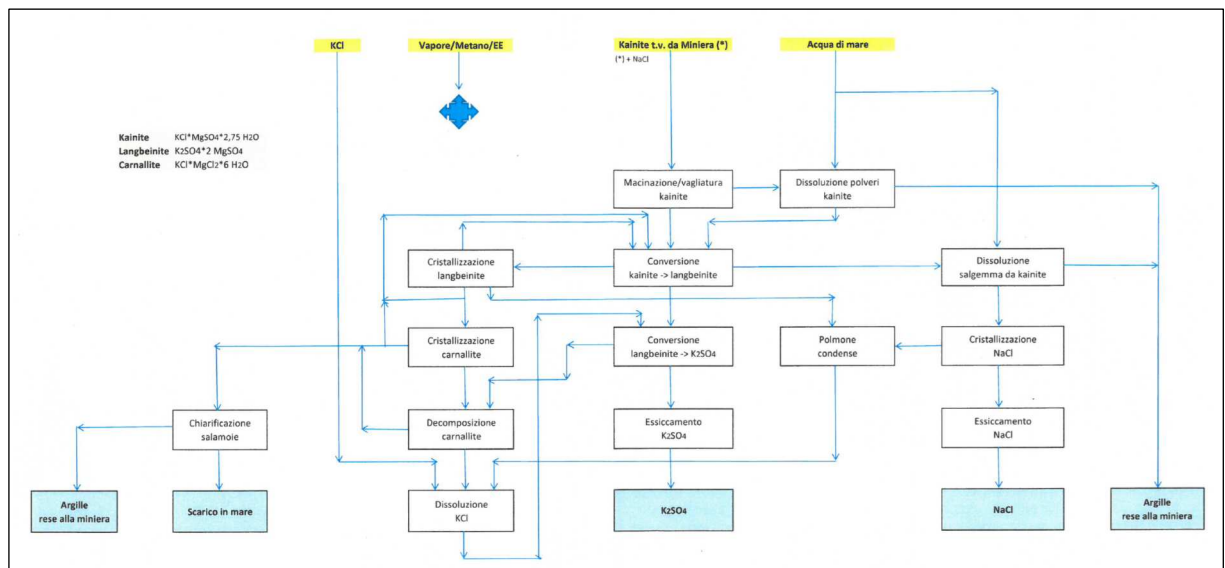 KCl
Vapore/Metano/EE
Kainite t.v. da Miniera (*)
(*) + NaCl
Acqua di mare
Kainite KCl*MgSO4*2,75 H2O
Langbeinite K2SO4*2 MgSO4
Carnallite KCl*MgCl2*6 H2O
Macinazione/vagliatura
kainite
Dissoluzione polveri
kainite
Cristallizzazione
langbeinite
Conversione
kainite -> langbeinite
Dissoluzione
salgemma da kainite
Cristallizzazione
carnallite
Conversione
langbeinite -> K2SO4
Polmone
condense
Cristallizzazione
NaCl
Chiarificazione
salamoie
Decomposizione
carnallite
Essiccamento
K2SO4
Essiccamento
NaCl
Argille
rese alla miniera
Scarico in mare
Dissoluzione
KCl
K2SO4
NaCl
Argille
rese alla miniera